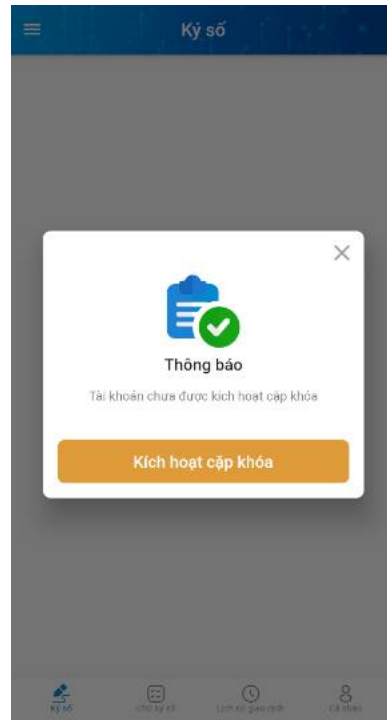 Ký số
Thông báo
Tài khoản chưa được kích hoạt cặp khóa
Kích hoạt cặp khóa
Ký số
Chữ ký số
Lịch sử giao dịch
Cá nhân